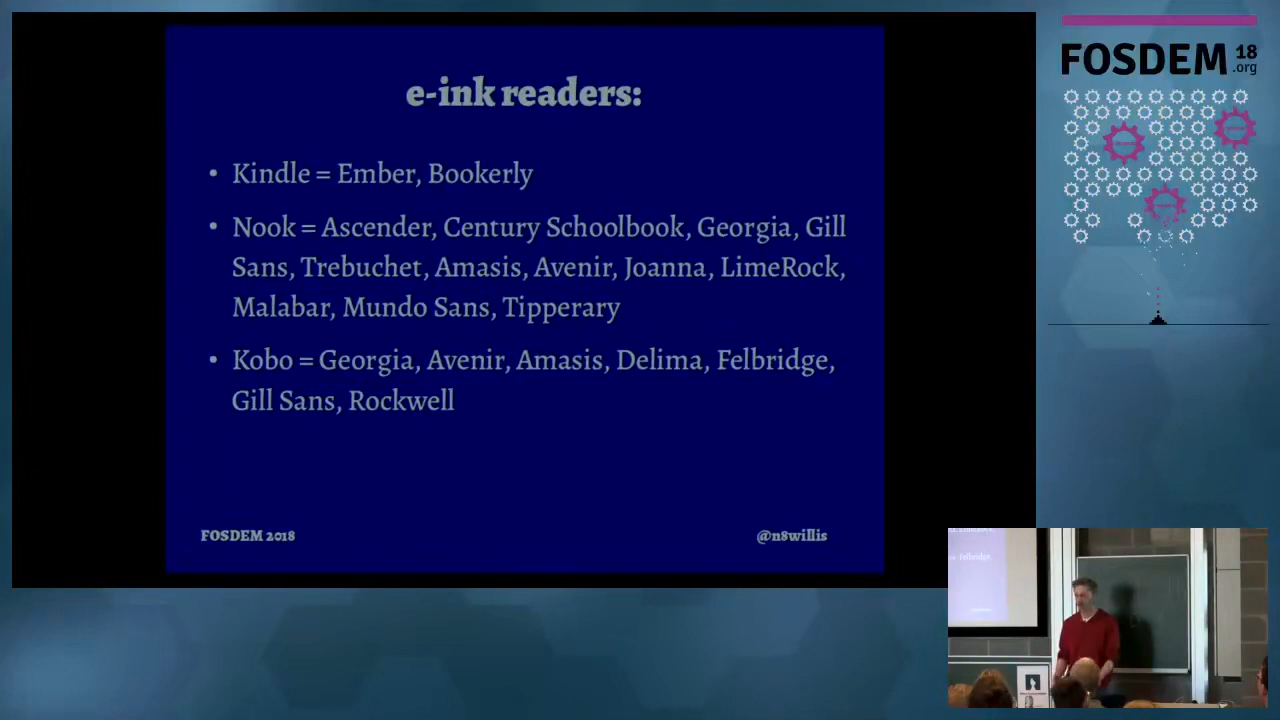 e-ink readers:
• Kindle = Ember, Bookerly
• Nook = Ascender, Century Schoolbook, Georgia, Gill
Sans, Trebuchet, Amasis, Avenir, Joanna, LimeRock,
Malabar, Mundo Sans, Tipperary
• Kobo = Georgia, Avenir, Amasis, Delima, Felbridge,
Gill Sans, Rockwell
FOSDEM 2018
@n8willis
FOSDEM 18
.org
Felbridge,